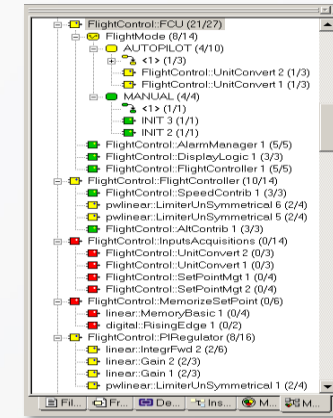 FlightControl::FCU (21/27)
FlightMode (8/14)
AUTOPILOT (4/10)
<1> (1/3)
FlightControl::UnitConvert 2 (1/3)
FlightControl::UnitConvert 1 (1/3)
MANUAL (4/4)
<1> (1/1)
INIT 3 (1/1)
INIT 2 (1/1)
FlightControl::AlarmManager 1 (5/5)
FlightControl::DisplayLogic 1 (3/3)
FlightControl::FlightController 1 (5/5)
FlightControl::FlightController (10/14)
FlightControl::SpeedContrib 1 (3/3)
pwlinear::LimiterUnSymmetrical 6 (2/4)
pwlinear::LimiterUnSymmetrical 5 (2/4)
FlightControl::AltContrib 1 (3/3)
FlightControl::InputsAcquisitions (0/14)
FlightControl::UnitConvert 2 (0/3)
FlightControl::UnitConvert 1 (0/3)
FlightControl::SetPointMgt 1 (0/4)
FlightControl::SetPointMgt 2 (0/4)
FlightControl::MemorizeSetPoint (0/6)
linear::MemoryBasic 1 (0/4)
digital::RisingEdge 1 (0/2)
FlightControl::PIRegulator (8/16)
linear::IntegrFwd 2 (2/6)
linear::Gain 2 (2/3)
linear::Gain 1 (2/3)
pwlinear::LimiterUnSymmetrical 1 (2/4)
Fil... Fr... De... Ins... M... M...